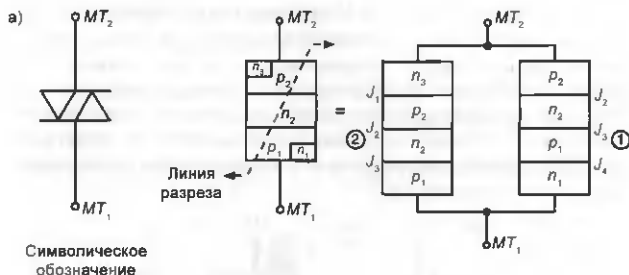 а)
MT₂
MT₁
Символическое
обозначение
MT₂
n₃
p₂
n₂
p₁
n₁
Линия
разреза
MT₁
=
MT₂
②
J₁
J₂
J₃
n₃
p₂
n₂
p₁
p₂
n₂
p₁
n₁
J₂
J₃
J₄
①
MT₁